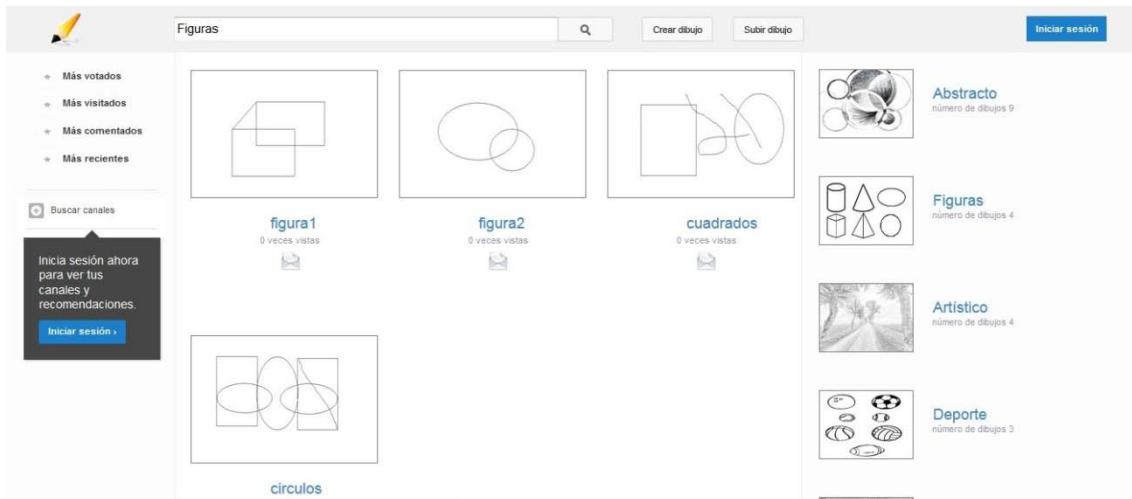 Figuras
Crear dibujo
Subir dibujo
Iniciar sesión
Más votados
Más visitados
Más comentados
Más recientes
Buscar canales
Inicia sesión ahora
para ver tus
canales y
recomendaciones.
Iniciar sesión ›
figura1
0 veces vistas
figura2
0 veces vistas
cuadrados
0 veces vistas
circulos
Abstracto
número de dibujos 9
Figuras
número de dibujos 4
Artístico
número de dibujos 4
Deporte
número de dibujos 3